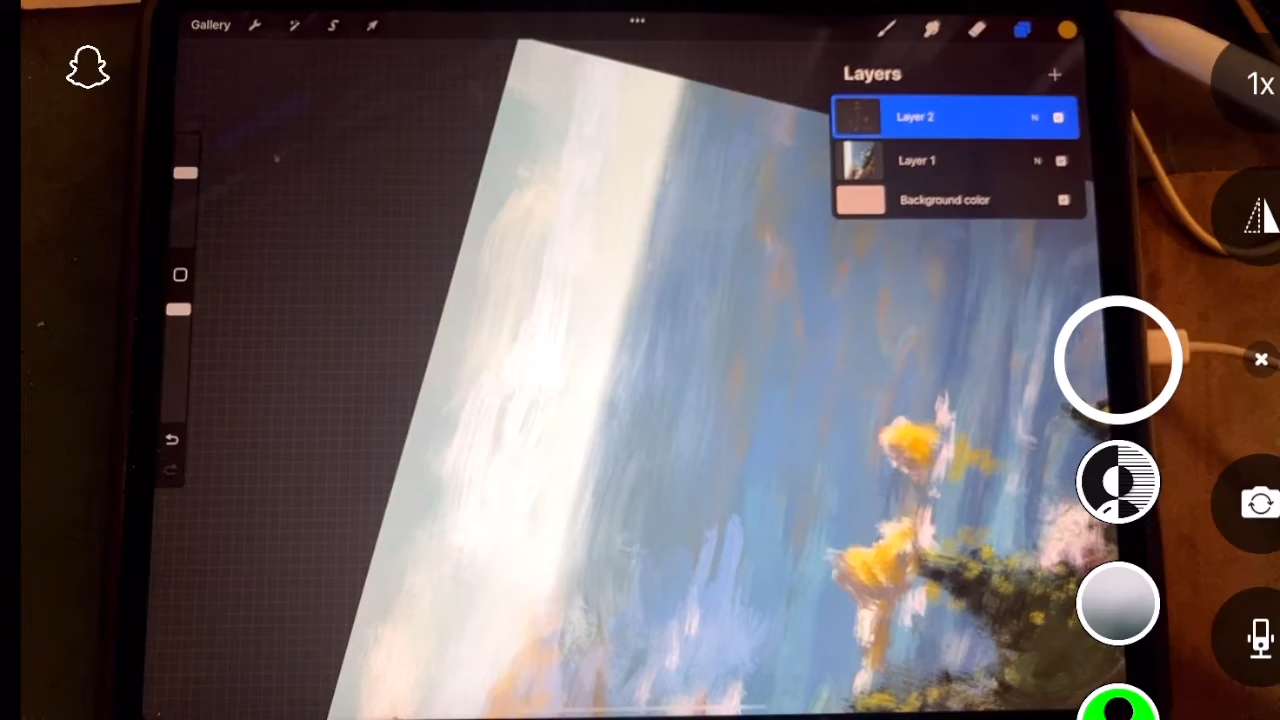 Gallery
Layers
Layer 2
N
Layer 1
N
Background color
1x